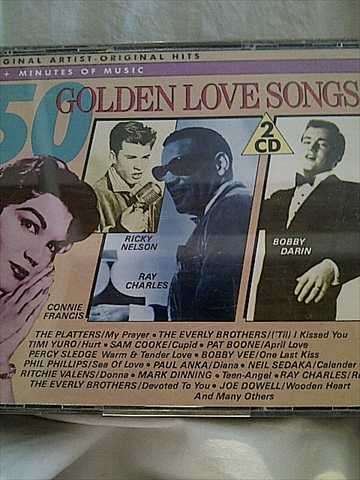 GINAL ARTIST-ORIGINAL HITS
+ MINUTES OF MUSIC
50
GOLDEN LOVE SONGS
2
CD
RICKY
NELSON
RAY
CHARLES
BOBBY
DARIN
CONNIE
FRANCIS
THE PLATTERS/My Prayer • THE EVERLY BROTHERS/('Til) I Kissed You
TIMI YURO/Hurt • SAM COOKE/Cupid • PAT BOONE/April Love
PERCY SLEDGE Warm & Tender Love • BOBBY VEE/One Last Kiss
PHIL PHILLIPS/Sea Of Love • PAUL ANKA/Diana • NEIL SEDAKA/Calender
RITCHIE VALENS/Donna • MARK DINNING • Teen-Angel • RAY CHARLES/
THE EVERLY BROTHERS/Devoted To You • JOE DOWELL/Wooden Heart
And Many Others